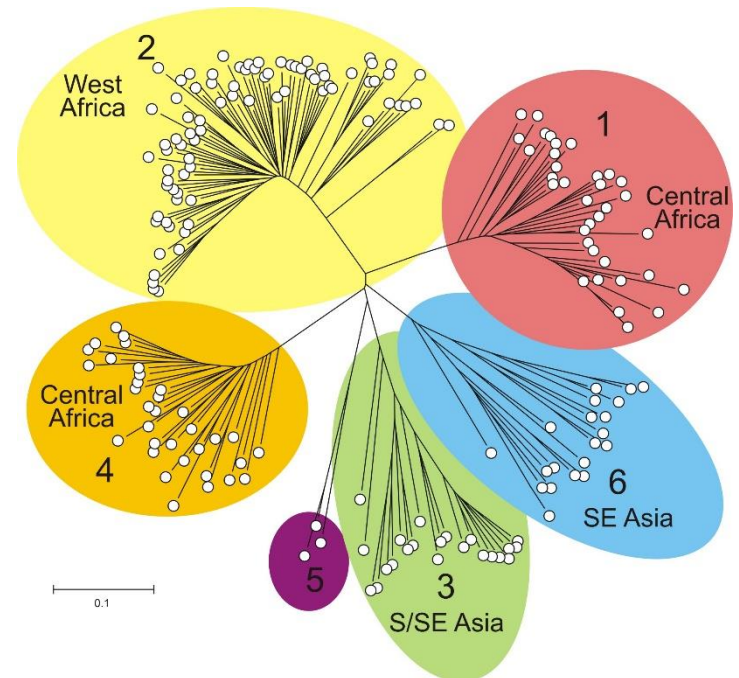 2
West
Africa
1
Central
Africa
Central
Africa
4
6
SE Asia
5
3
S/SE Asia
0.1